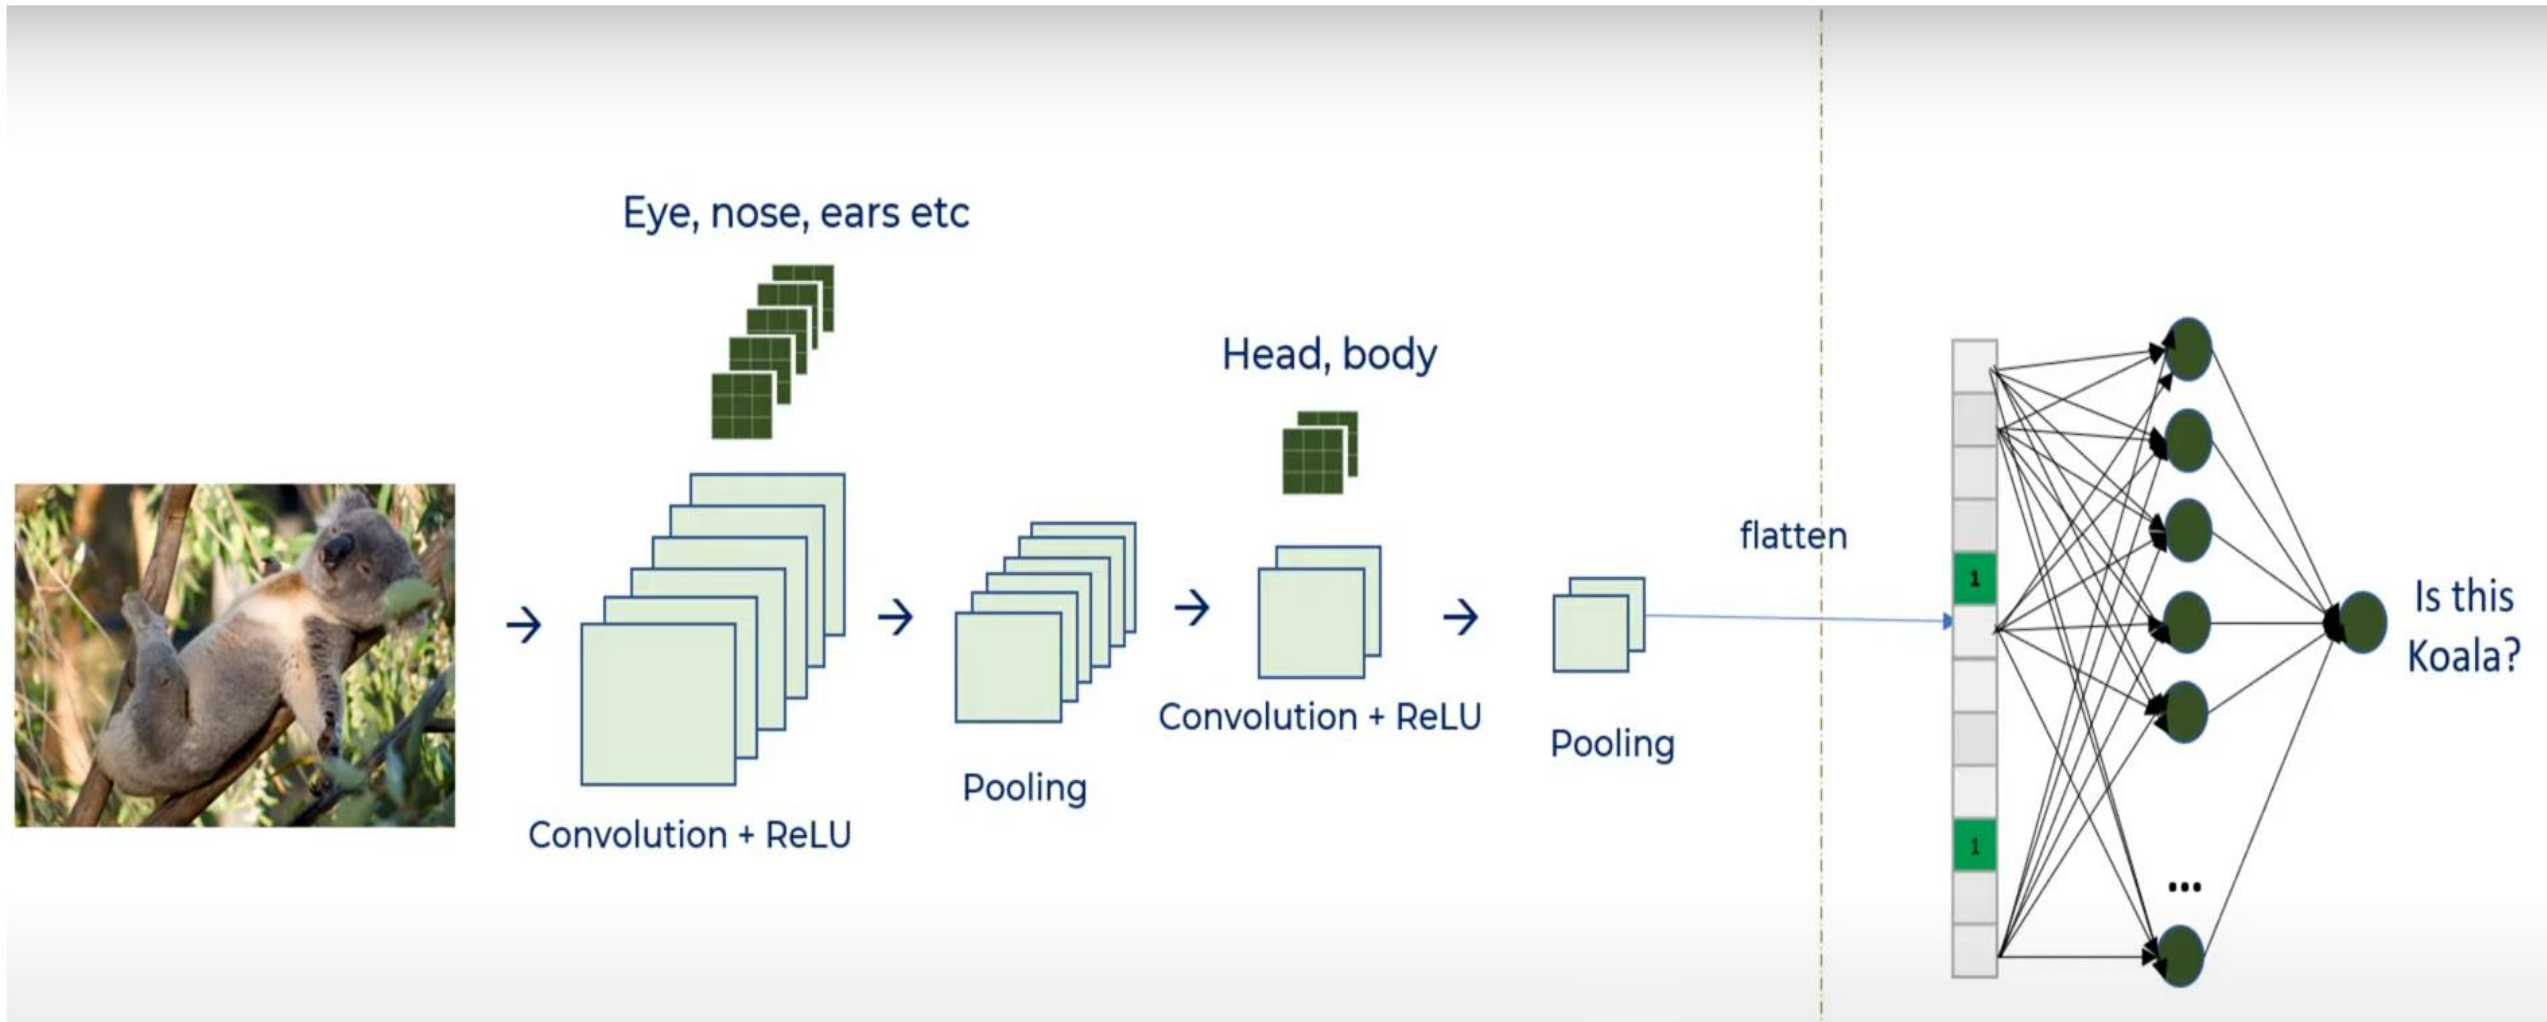 Eye, nose, ears etc
Head, body
flatten
1
Is this
Koala?
Convolution + ReLU
Pooling
Pooling
Convolution + ReLU
1
...